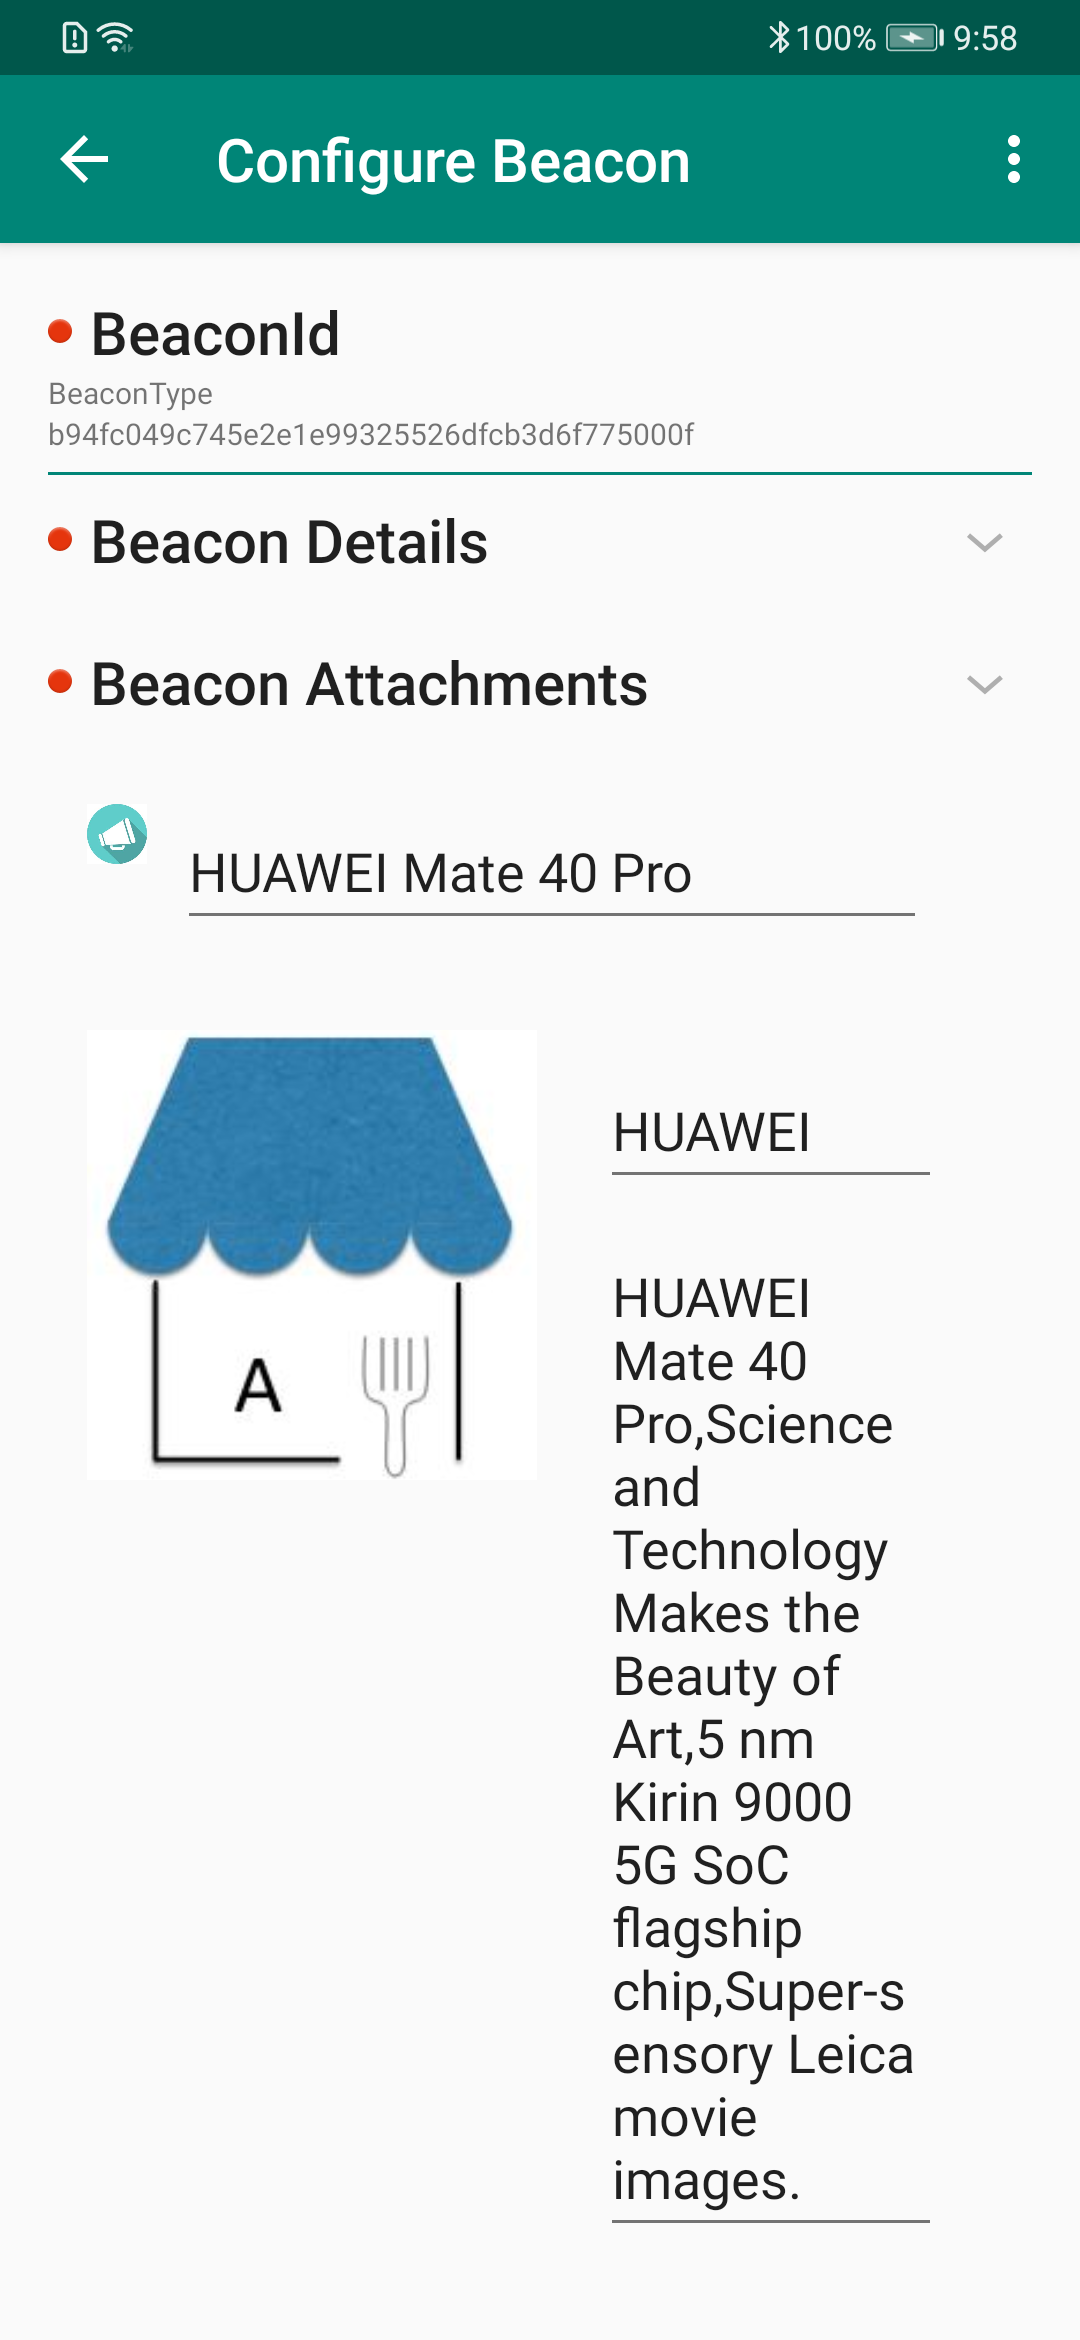 100% 9:58
Configure Beacon
BeaconId
BeaconType
b94fc049c745e2e1e99325526dfcb3d6f775000f
Beacon Details
Beacon Attachments
HUAWEI Mate 40 Pro
A
HUAWEI
HUAWEI
Mate 40
Pro,Science
and
Technology
Makes the
Beauty of
Art,5 nm
Kirin 9000
5G SoC
flagship
chip,Super-s
ensory Leica
movie
images.